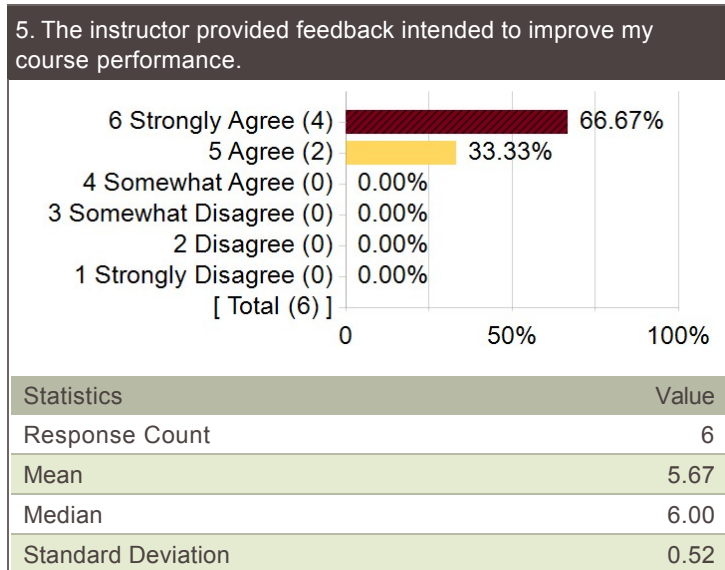 5. The instructor provided feedback intended to improve my
course performance.
6 Strongly Agree (4) 66.67%
5 Agree (2) 33.33%
4 Somewhat Agree (0) 0.00%
3 Somewhat Disagree (0) 0.00%
2 Disagree (0) 0.00%
1 Strongly Disagree (0) 0.00%
[ Total (6) ]
0 50% 100%
Statistics Value
Response Count 6
Mean 5.67
Median 6.00
Standard Deviation 0.52